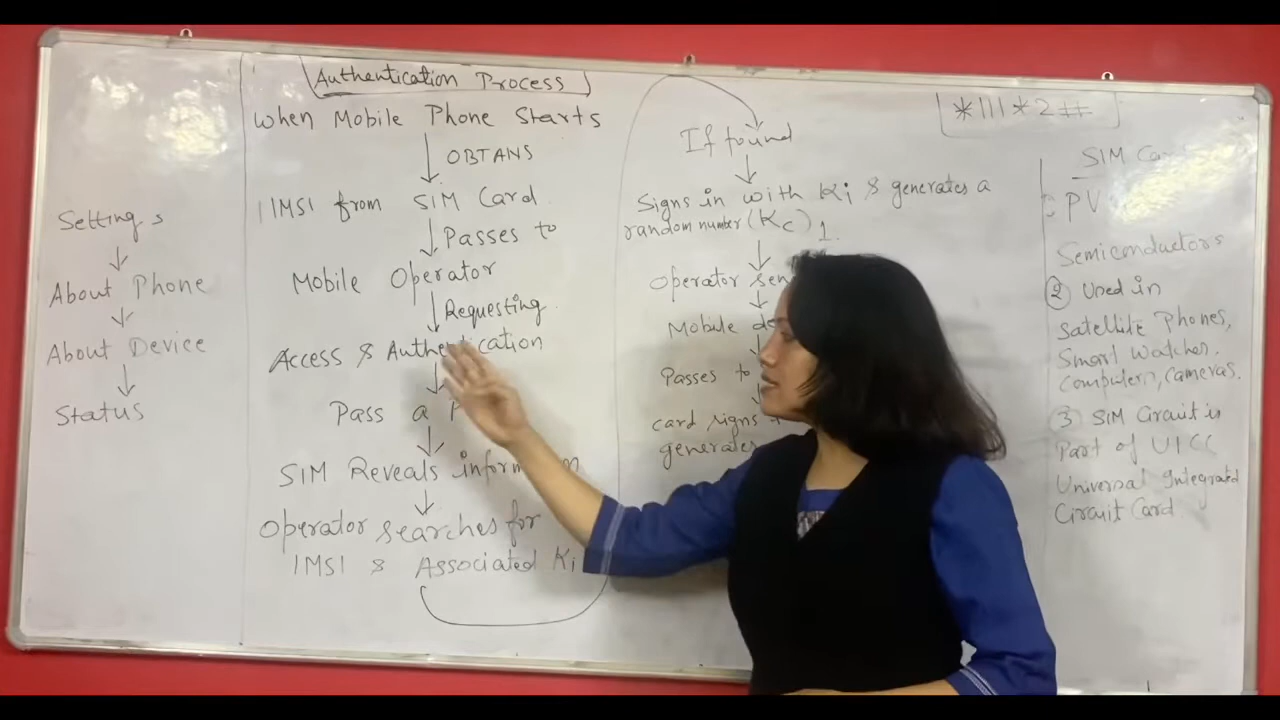 Settings
About Phone
About Device
Status
Authentication Process
when Mobile Phone Starts
OBTANS
IMSI from SIM Card
Passes to
Mobile Operator
Requesting
Access & Authentication
Pass a
SIM Reveals information
Operator searches for
IMSI & Associated Ki
If found
Signs in with Ki & generates a
random number (Kc) 1.
Operator
Mobile
Passes to
card signs
generates
*111*2##
SIM
PV
Semiconductors
② Used in
Satellite Phones,
Smart Watches.
Computers, Cameras.
③ SIM Circuit is
Part of UICC
Universal Integrated
Circuit Card